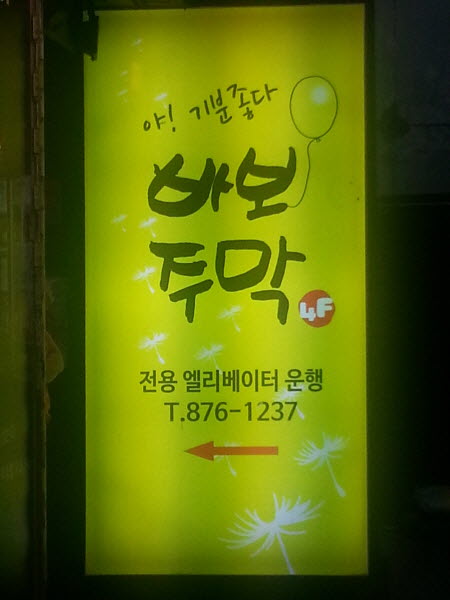 야! 기분좋다
바보
주막
4F
전용 엘리베이터 운행
T.876-1237